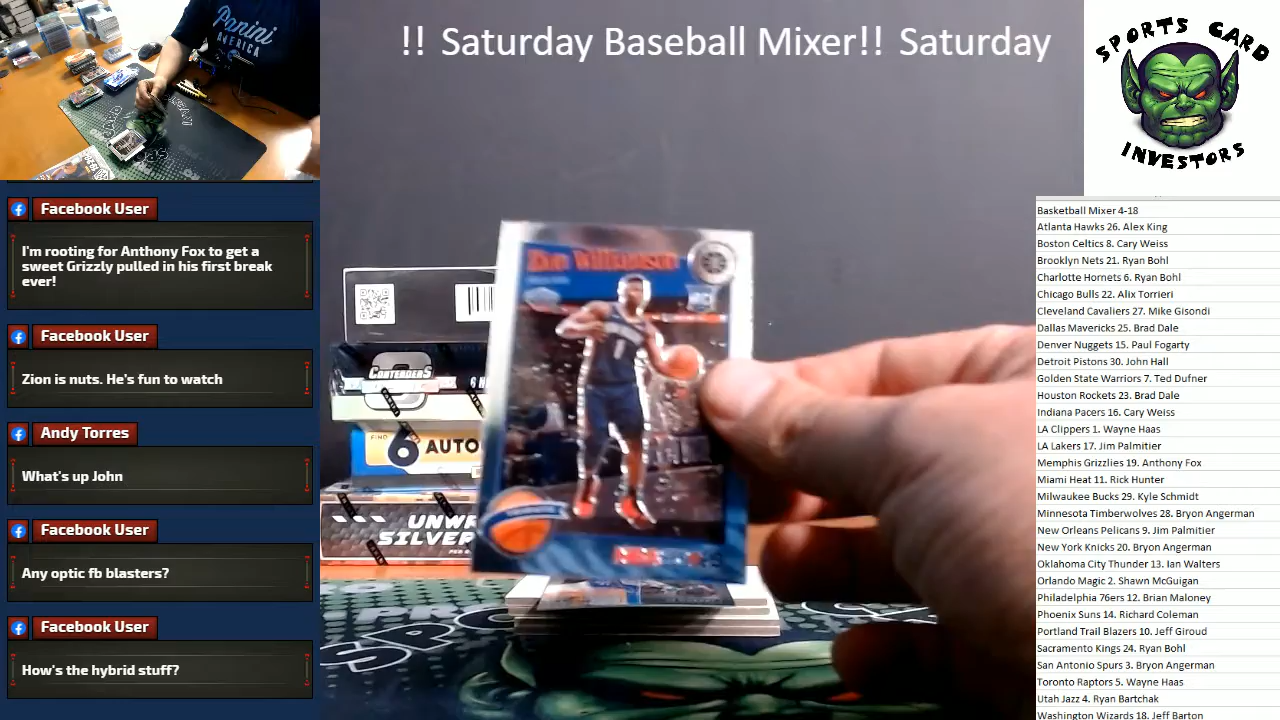 !! Saturday Baseball Mixer!! Saturday
Panini
AMERICA
SPORTS CARD
INVESTORS
Facebook User
I'm rooting for Anthony Fox to get a
sweet Grizzly pulled in his first break
ever!
Facebook User
Zion is nuts. He's fun to watch
Andy Torres
What's up John
Facebook User
Any optic fb blasters?
Facebook User
How's the hybrid stuff?
Williamson
RC
CONTENDERS
6
FIND
6 AUTO
UNWR
SILVER
Basketball Mixer 4-18
Atlanta Hawks 26. Alex King
Boston Celtics 8. Cary Weiss
Brooklyn Nets 21. Ryan Bohl
Charlotte Hornets 6. Ryan Bohl
Chicago Bulls 22. Alix Torrieri
Cleveland Cavaliers 27. Mike Gisondi
Dallas Mavericks 25. Brad Dale
Denver Nuggets 15. Paul Fogarty
Detroit Pistons 30. John Hall
Golden State Warriors 7. Ted Dufner
Houston Rockets 23. Brad Dale
Indiana Pacers 16. Cary Weiss
LA Clippers 1. Wayne Haas
LA Lakers 17. Jim Palmitier
Memphis Grizzlies 19. Anthony Fox
Miami Heat 11. Rick Hunter
Milwaukee Bucks 29. Kyle Schmidt
Minnesota Timberwolves 28. Bryon Angerman
New Orleans Pelicans 9. Jim Palmitier
New York Knicks 20. Bryon Angerman
Oklahoma City Thunder 13. Ian Walters
Orlando Magic 2. Shawn McGuigan
Philadelphia 76ers 12. Brian Maloney
Phoenix Suns 14. Richard Coleman
Portland Trail Blazers 10. Jeff Giroud
Sacramento Kings 24. Ryan Bohl
San Antonio Spurs 3. Bryon Angerman
Toronto Raptors 5. Wayne Haas
Utah Jazz 4. Ryan Bartchak
Washington Wizards 18. Jeff Barton